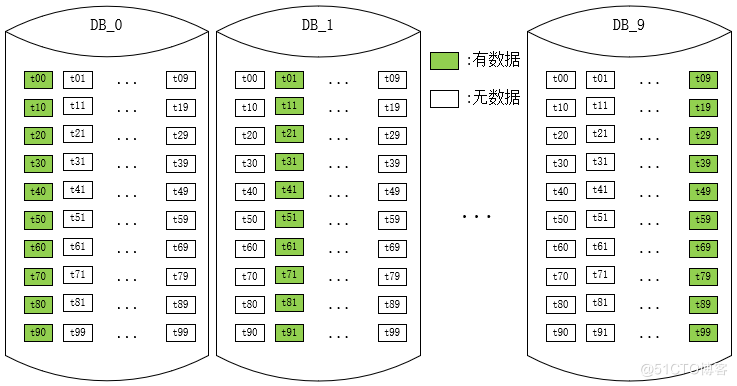 DB_0 DB_1 DB_9
:有数据
:无数据
t00 t01 ... t09 t00 t01 ... t09 t00 t01 ... t09
t10 t11 ... t19 t10 t11 ... t19 t10 t11 ... t19
t20 t21 ... t29 t20 t21 ... t29 t20 t21 ... t29
t30 t31 ... t39 t30 t31 ... t39 t30 t31 ... t39
t40 t41 ... t49 t40 t41 ... t49 t40 t41 ... t49
t50 t51 ... t59 t50 t51 ... t59 ... t50 t51 ... t59
t60 t61 ... t69 t60 t61 ... t69 t60 t61 ... t69
t70 t71 ... t79 t70 t71 ... t79 t70 t71 ... t79
t80 t81 ... t89 t80 t81 ... t89 t80 t81 ... t89
t90 t99 ... t99 t90 t91 ... t99 t90 t91 ... t99
@51CTO博客